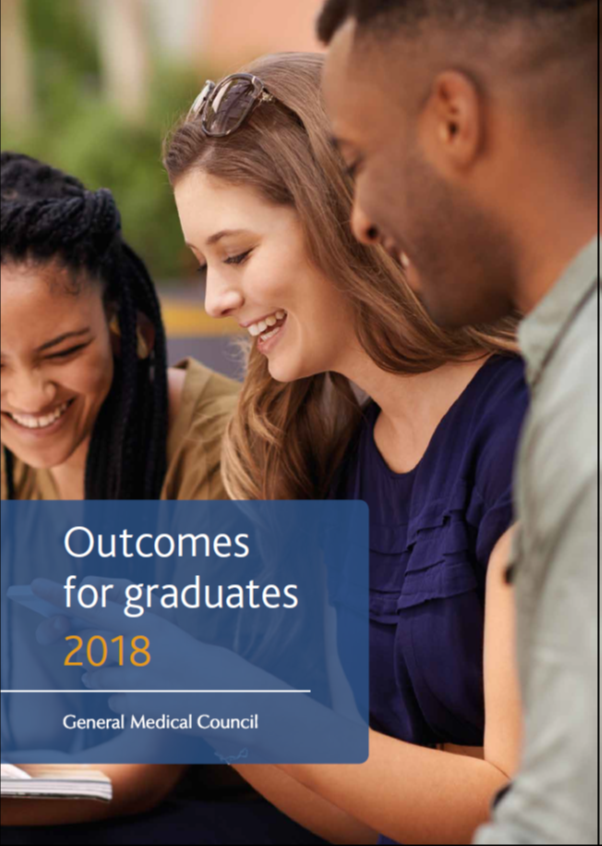 Outcomes
for graduates
2018
General Medical Council